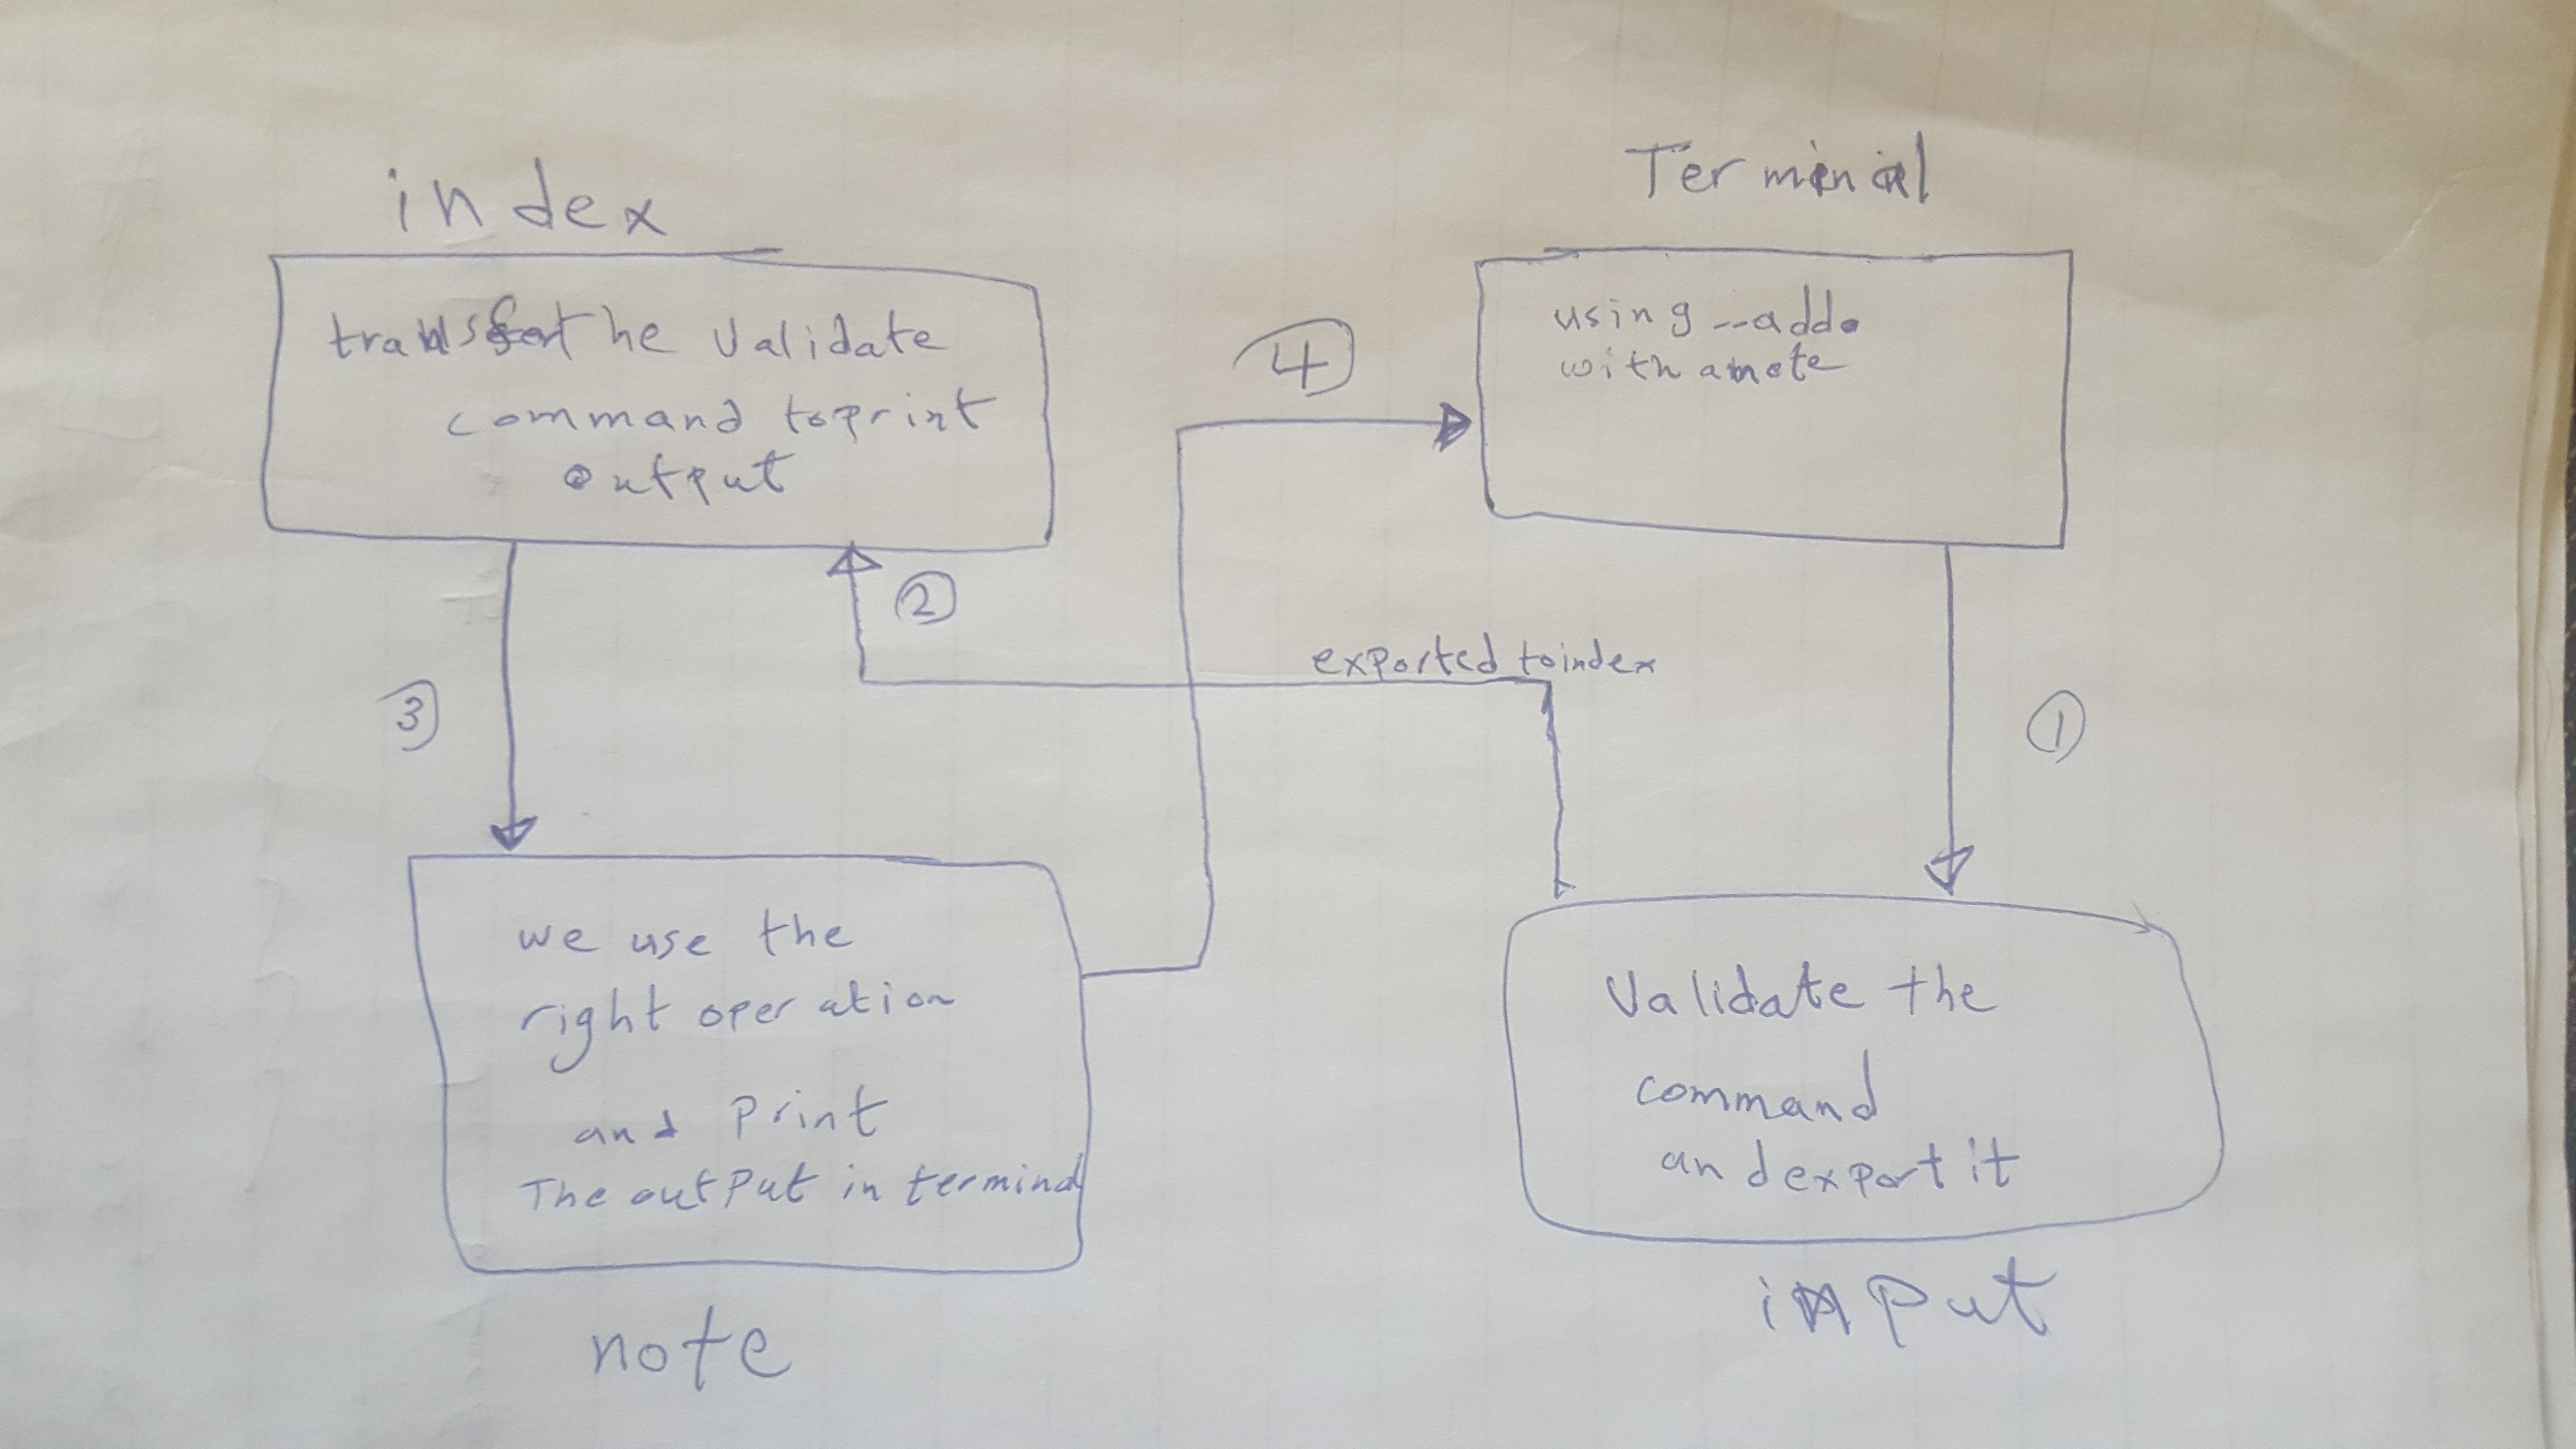 index
transfer the validate
command to print
output
③
②
we use the
right operation
and print
The output in terminal
note
④
exported to index
Terminal
using --add.
with a note
①
Validate the
command
and export it
input